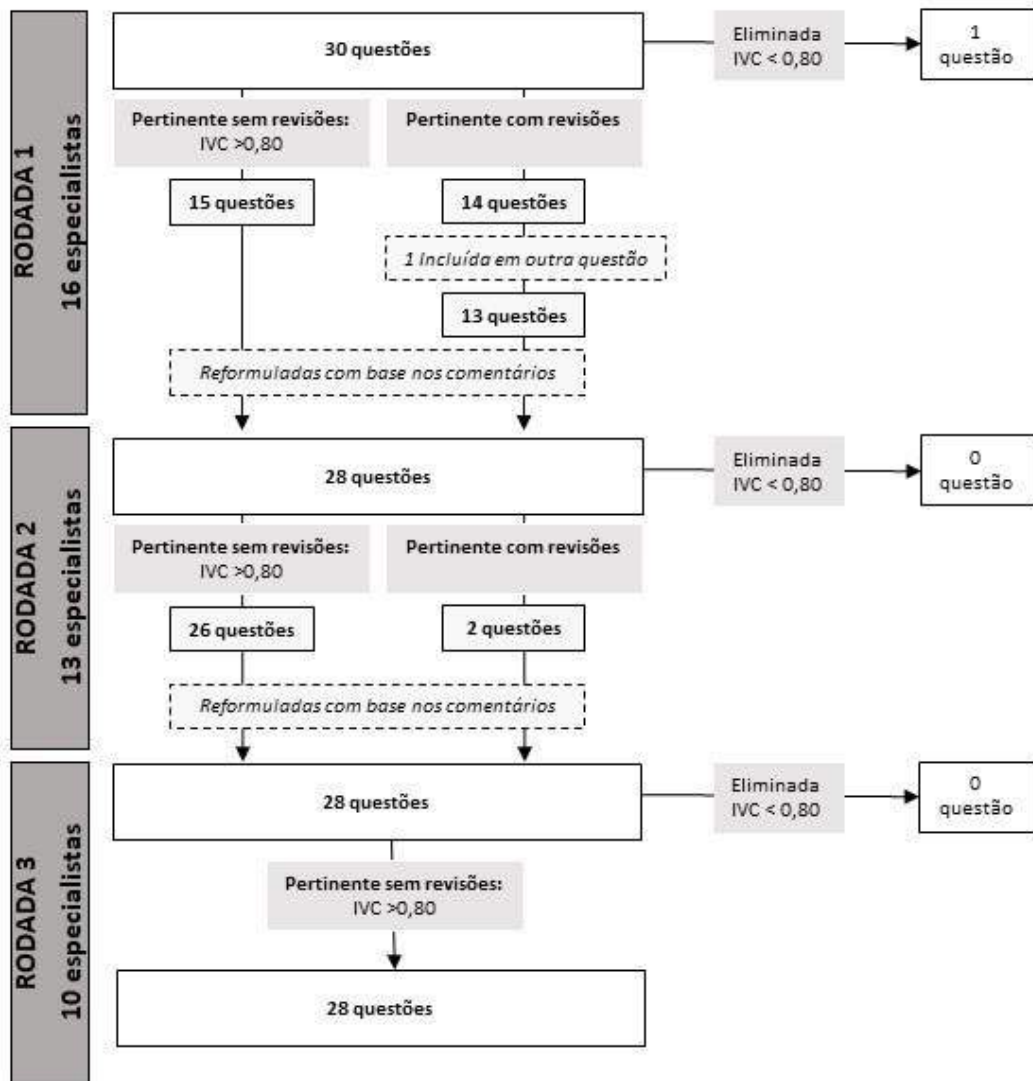 RODADA 1
16 especialistas
30 questões
Eliminada
IVC < 0,80
1
questão
Pertinente sem revisões:
IVC >0,80
Pertinente com revisões
15 questões
14 questões
1 Incluída em outra questão
13 questões
Reformuladas com base nos comentários
RODADA 2
13 especialistas
28 questões
Eliminada
IVC < 0,80
0
questão
Pertinente sem revisões:
IVC >0,80
Pertinente com revisões
26 questões
2 questões
Reformuladas com base nos comentários
RODADA 3
10 especialistas
28 questões
Eliminada
IVC < 0,80
0
questão
Pertinente sem revisões:
IVC >0,80
28 questões